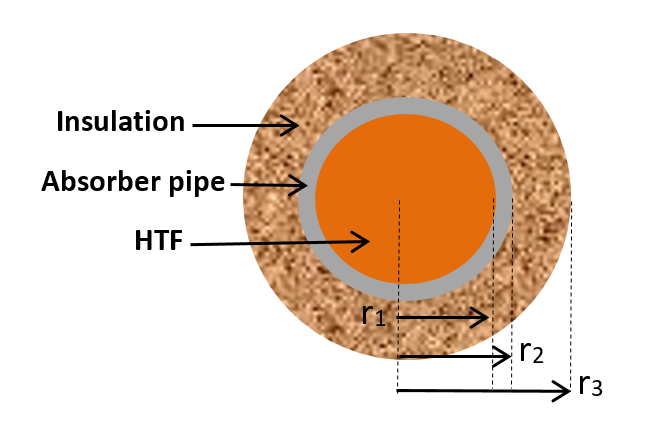 Insulation
Absorber pipe
HTF
r1
r2
r3